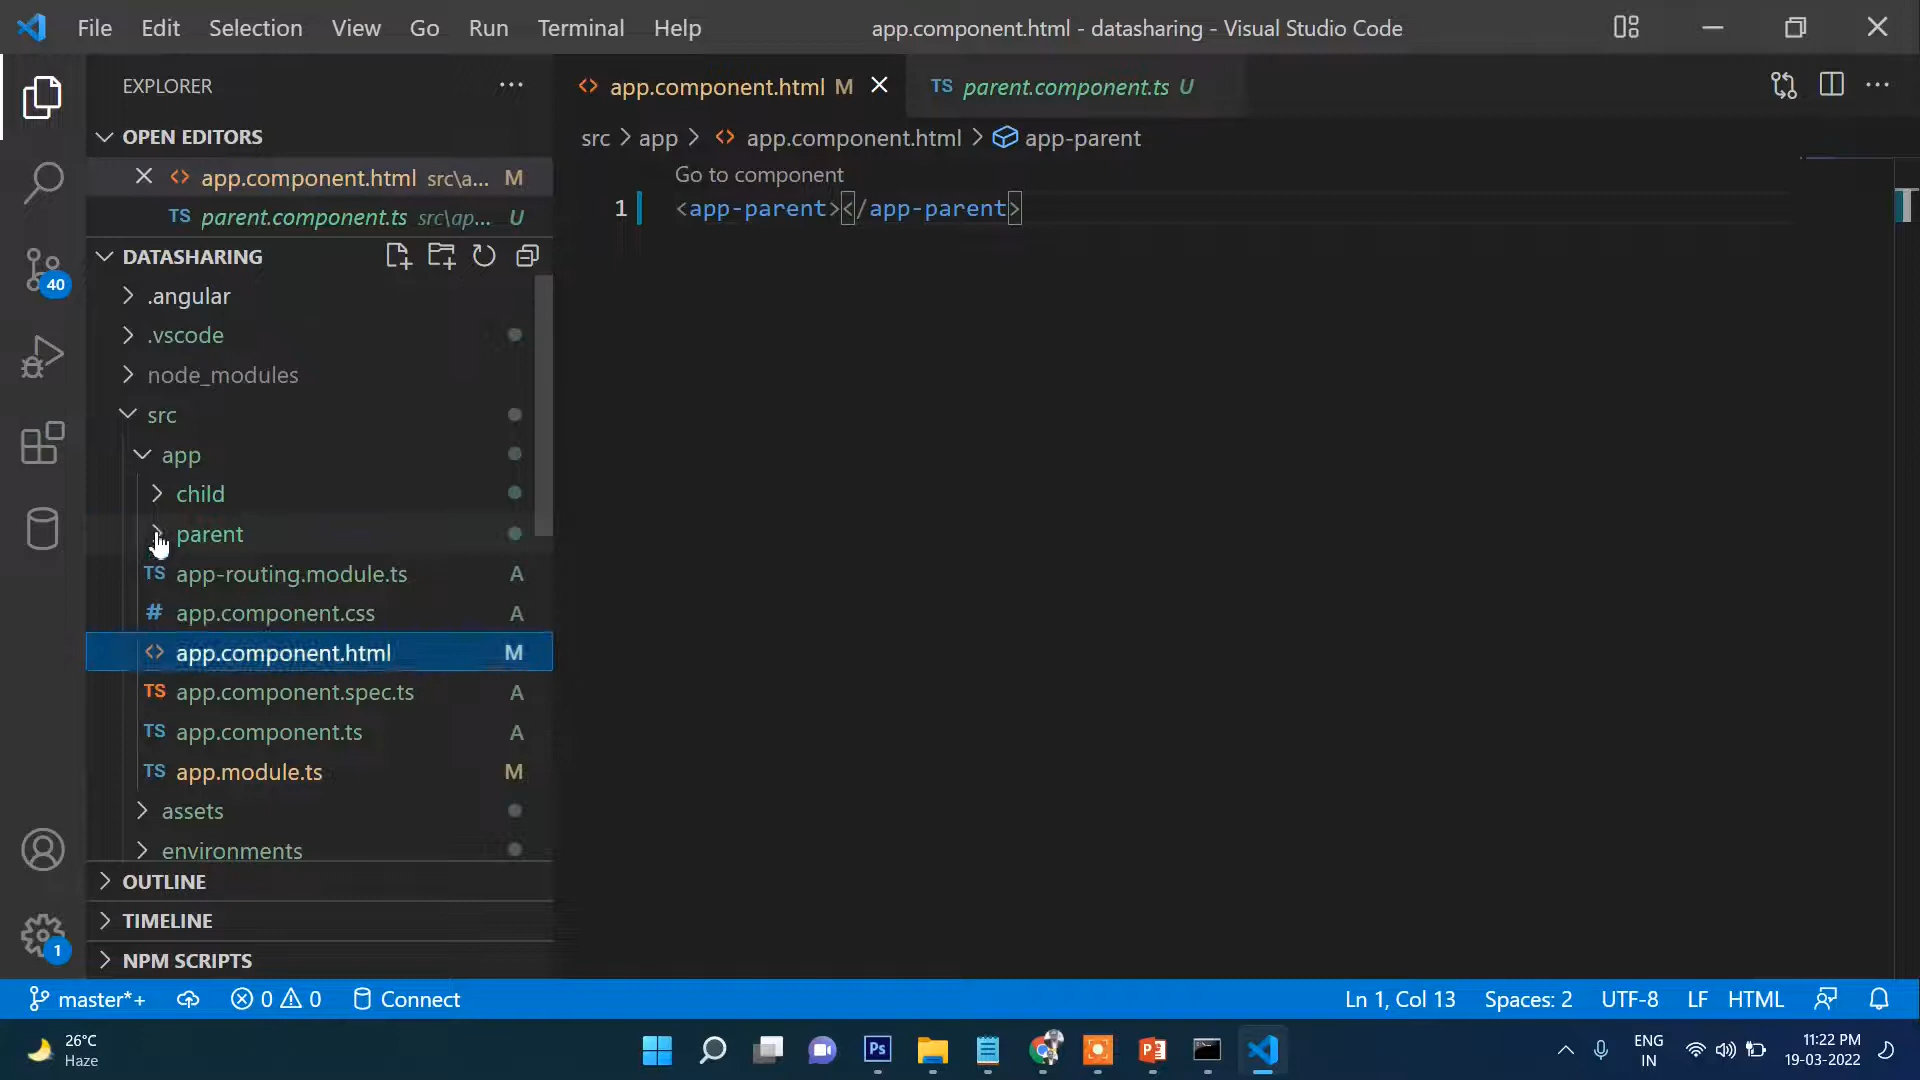 File Edit Selection View Go Run Terminal Help
app.component.html - datasharing - Visual Studio Code
EXPLORER
OPEN EDITORS
app.component.html src\a... M
TS parent.component.ts src\ap... U
DATASHARING
.angular
.vscode
node_modules
src
app
child
parent
TS app-routing.module.ts A
# app.component.css A
<> app.component.html M
TS app.component.spec.ts A
TS app.component.ts A
TS app.module.ts M
assets
environments
OUTLINE
TIMELINE
NPM SCRIPTS
40
1
<> app.component.html M
TS parent.component.ts U
src > app > <> app.component.html > app-parent
Go to component
1 <app-parent></app-parent>
master*+ 0 0 Connect
Ln 1, Col 13 Spaces: 2 UTF-8 LF HTML
26°C
Haze
Ps
P
ENG
IN
11:22 PM
19-03-2022